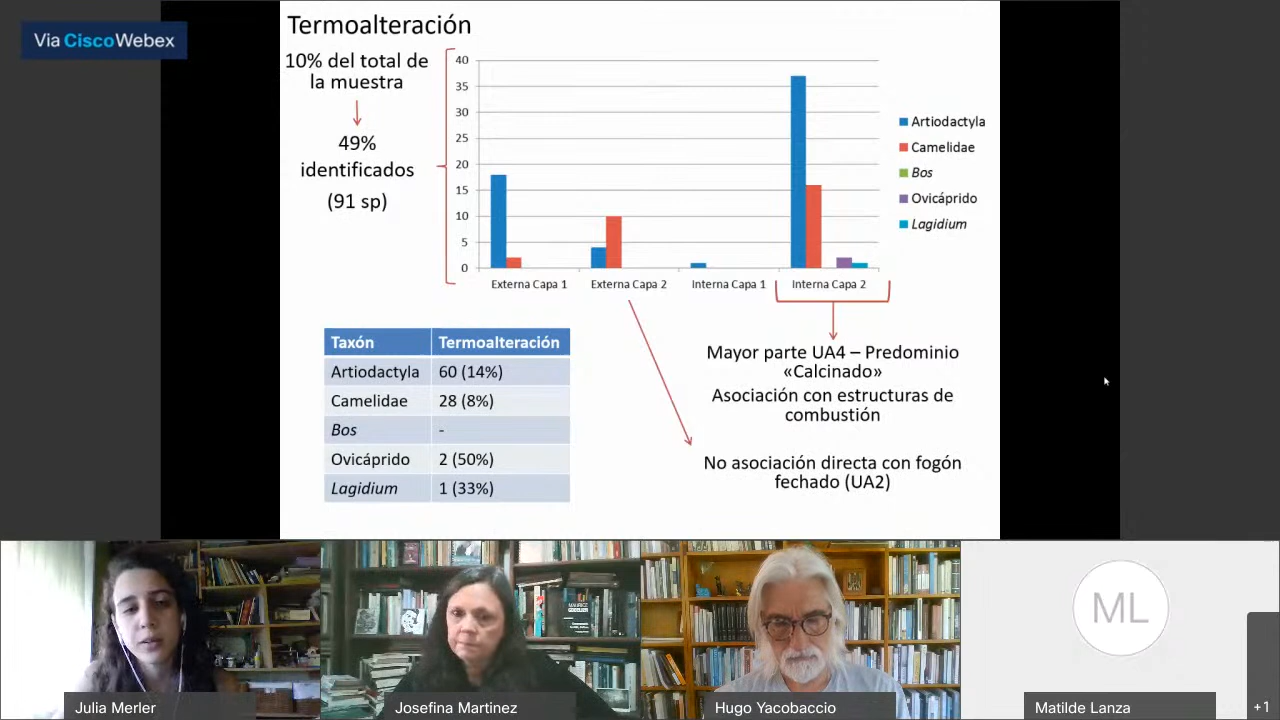 Via Cisco Webex
Termoalteración
10% del total de
la muestra
49%
identificados
(91 sp)
40
35
30
25
20
15
10
5
0
Externa Capa 1
Externa Capa 2
Interna Capa 1
Interna Capa 2
Artiodactyla
Camelidae
Bos
Ovicáprido
Lagidium
Taxón Termoalteración
Artiodactyla 60 (14%)
Camelidae 28 (8%)
Bos -
Ovicáprido 2 (50%)
Lagidium 1 (33%)
Mayor parte UA4 – Predominio
«Calcinado»
Asociación con estructuras de
combustión
No asociación directa con fogón
fechado (UA2)
ML
Julia Merler
Josefina Martinez
Hugo Yacobaccio
Matilde Lanza
+1